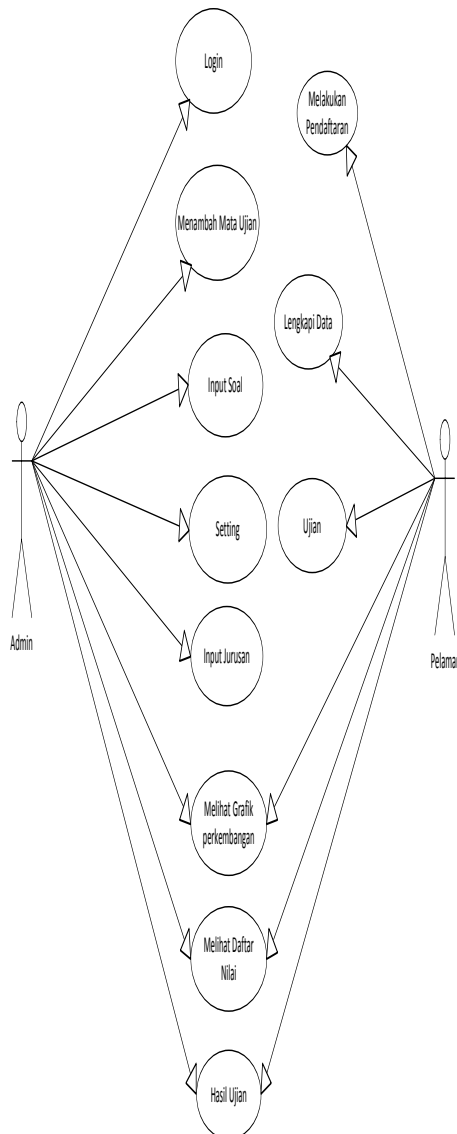 Login
Melakukan
Pendaftaran
Menambah Mata Ujian
Lengkapi Data
Input Soal
Setting
Ujian
Admin
Input Jurusan
Pelamar
Melihat Grafik
perkembangan
Melihat Daftar
Nilai
Hasil Ujian